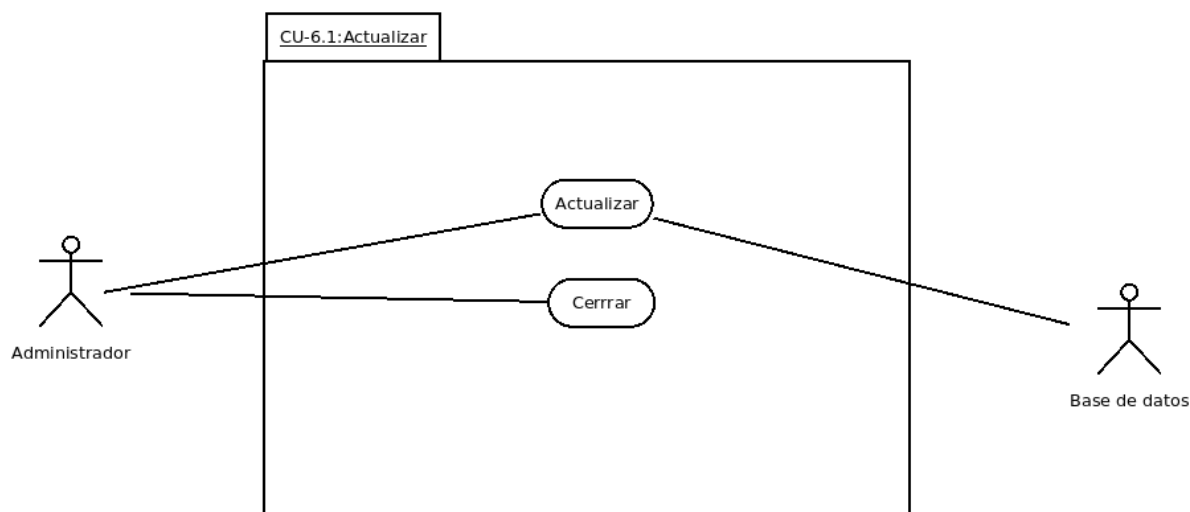 CU-6.1:Actualizar
Actualizar
Cerrrar
Administrador
Base de datos